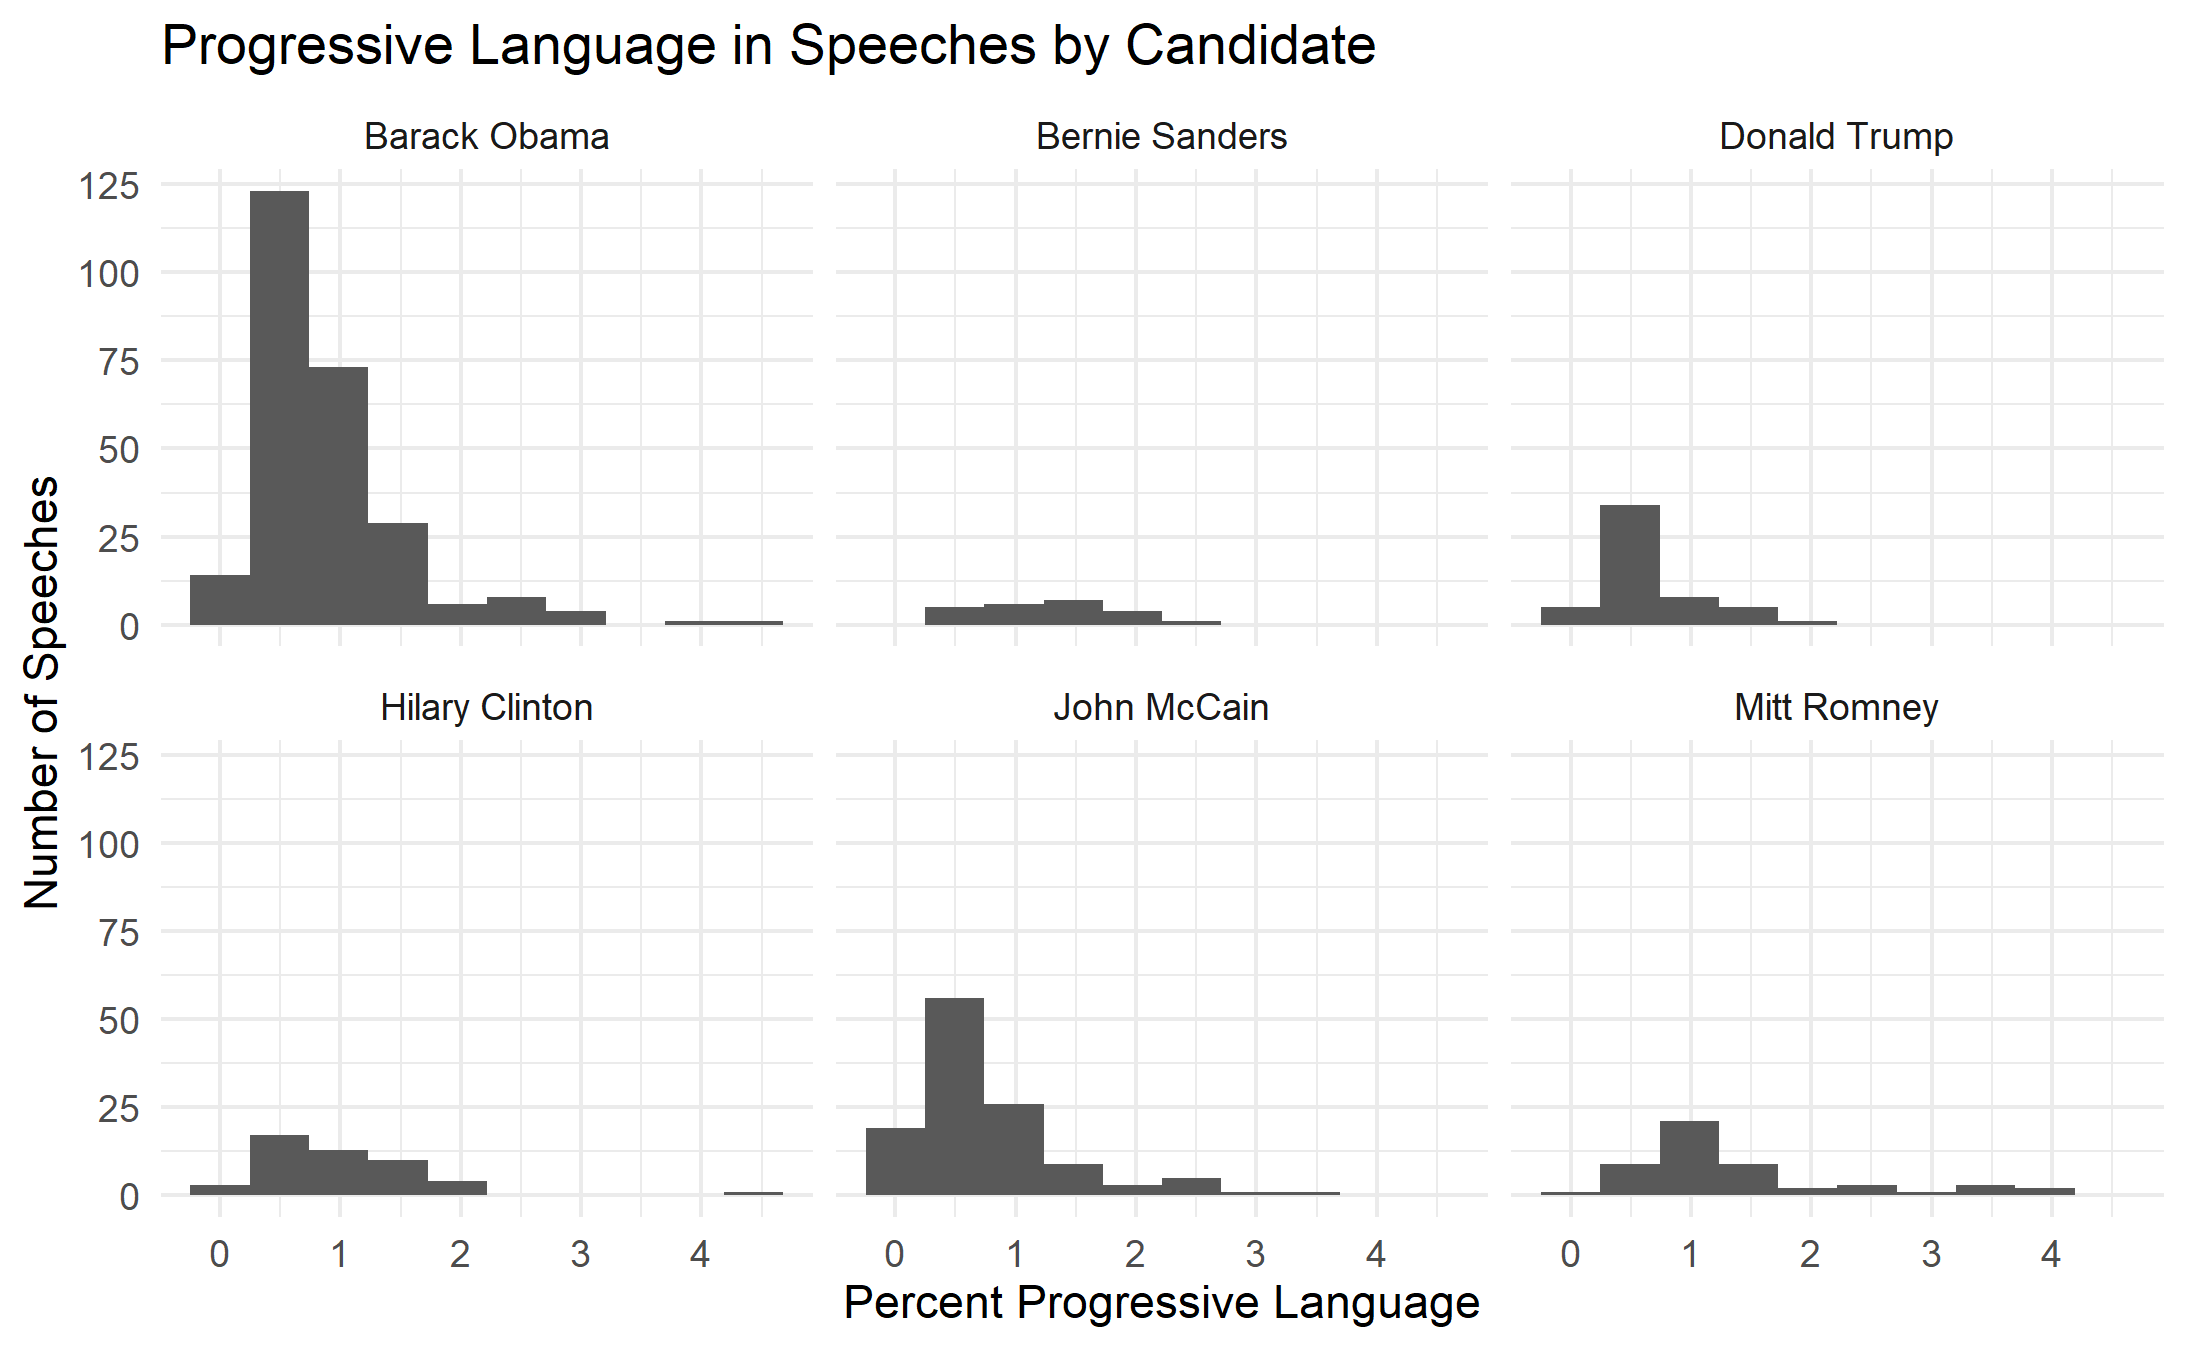 Progressive Language in Speeches by Candidate
Barack Obama
Bernie Sanders
Donald Trump
125
100
75
50
25
0
Hilary Clinton
John McCain
Mitt Romney
125
100
75
50
25
0
Number of Speeches
0 1 2 3 4
0 1 2 3 4
0 1 2 3 4
Percent Progressive Language